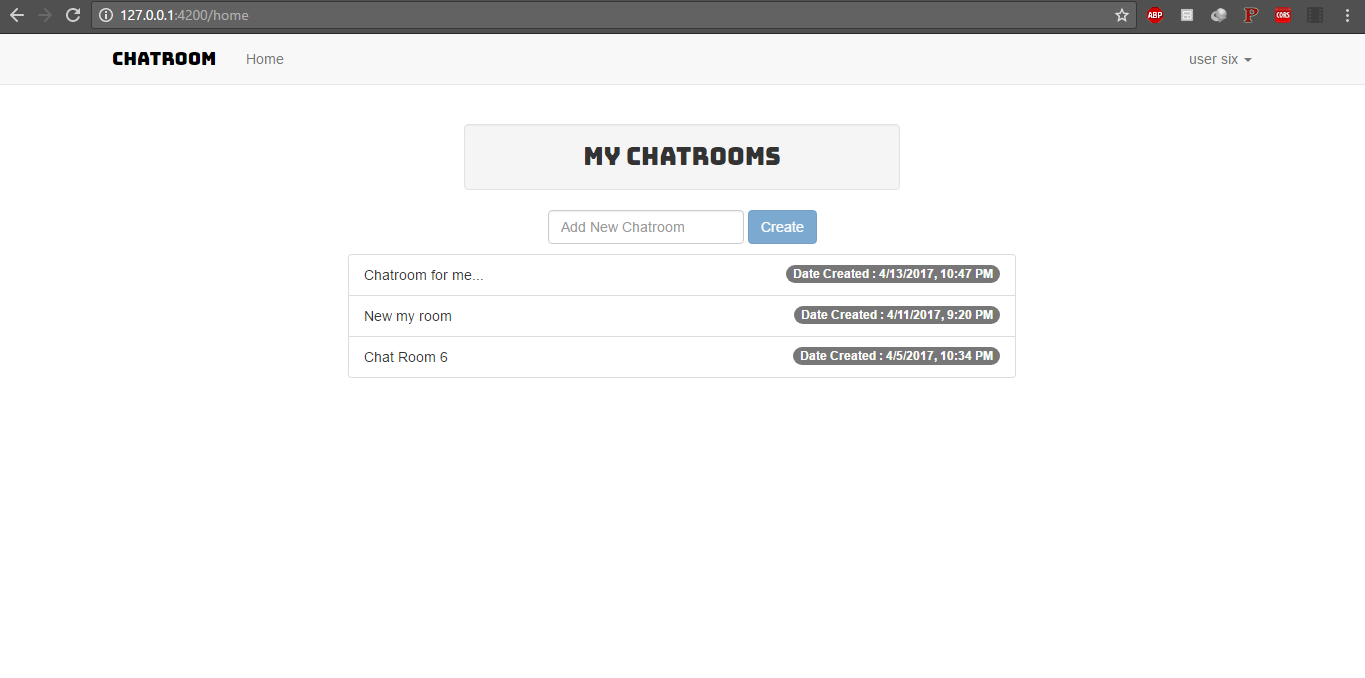 127.0.0.1:4200/home
ABP
P
CORS
CHATROOM Home user six
MY CHATROOMS
Add New Chatroom Create
Chatroom for me... Date Created : 4/13/2017, 10:47 PM
New my room Date Created : 4/11/2017, 9:20 PM
Chat Room 6 Date Created : 4/5/2017, 10:34 PM